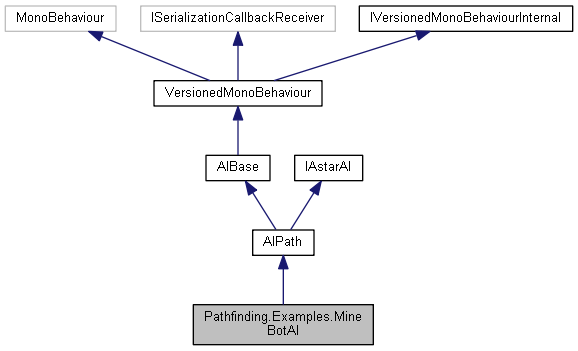 MonoBehaviour
ISerializationCallbackReceiver
IVersionedMonoBehaviourInternal
VersionedMonoBehaviour
AIBase
IAstarAI
AIPath
Pathfinding.Examples.Mine
BotAI